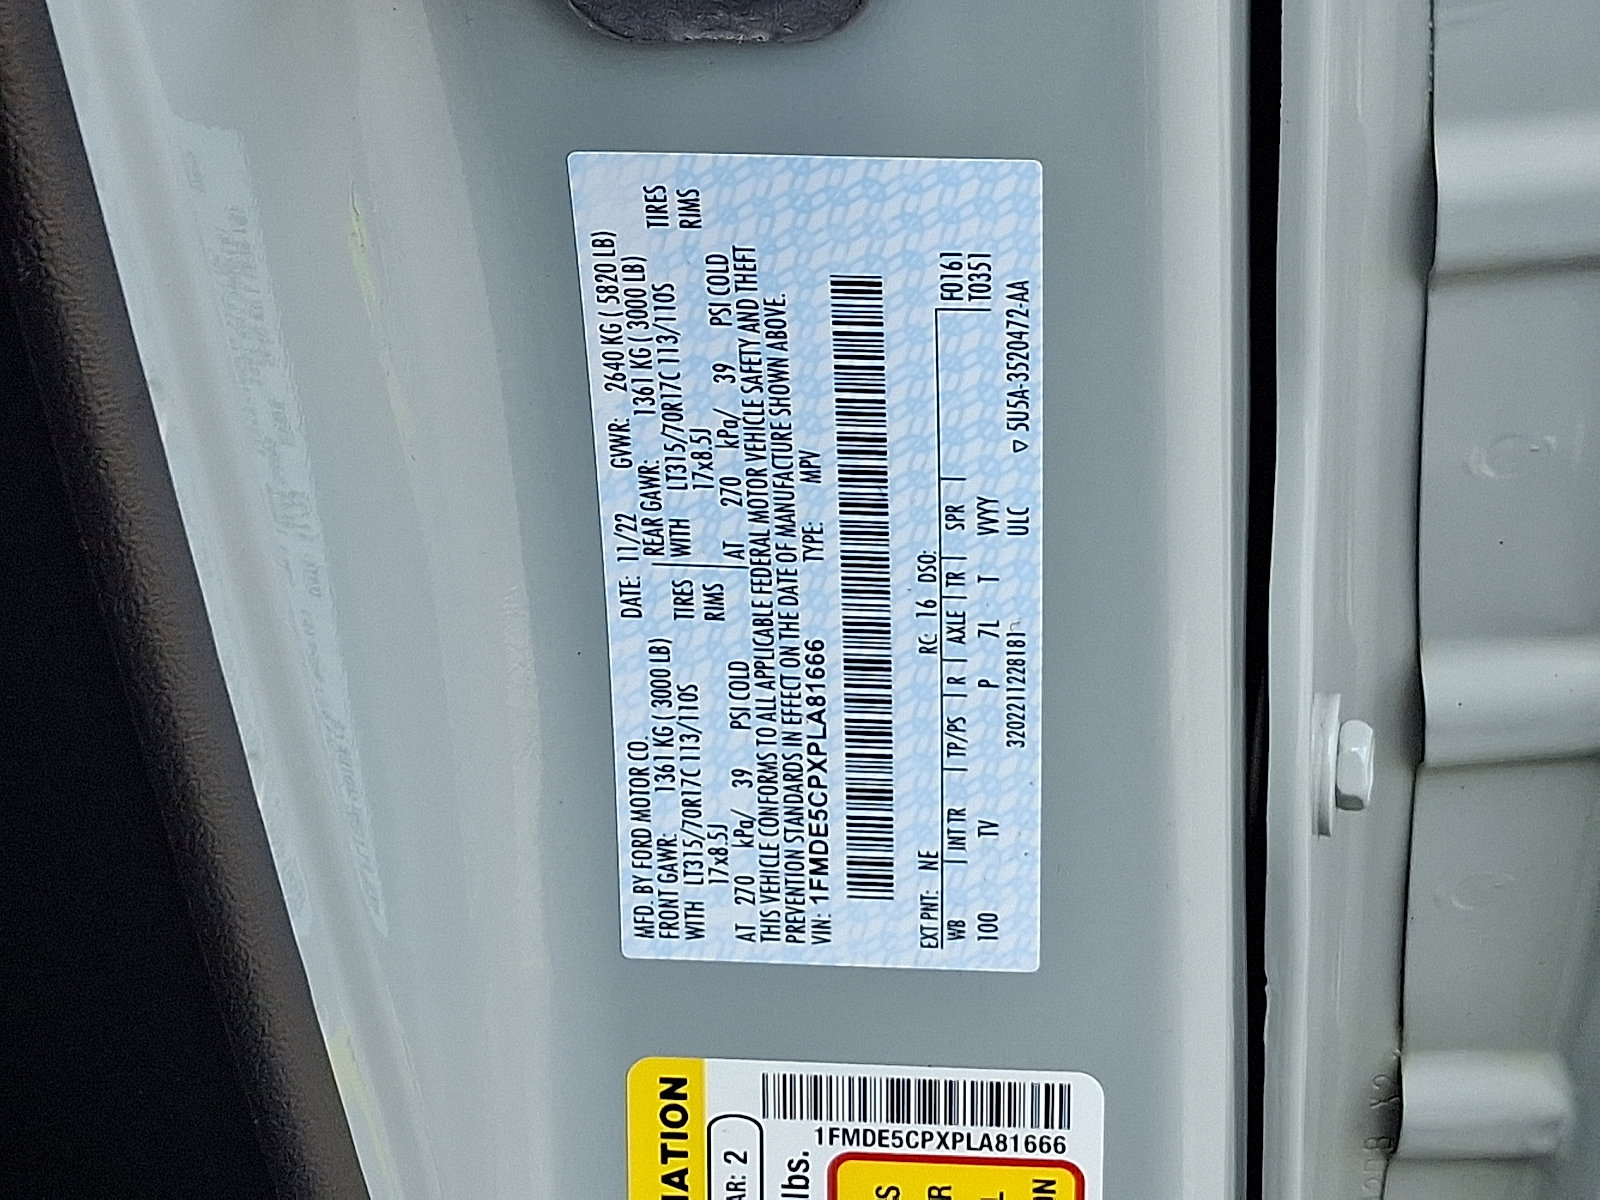 MFD. BY FORD MOTOR CO.
DATE: 11/22 GVWR: 2640 KG ( 5820 LB)
FRONT GAWR: 1361 KG ( 3000 LB)
REAR GAWR: 1361 KG ( 3000 LB)
WITH LT315/70R17C 113/110S TIRES
WITH LT315/70R17C 113/110S TIRES
17x8.5J RIMS
17x8.5J RIMS
AT 270 kPa/ 39 PSI COLD
AT 270 kPa/ 39 PSI COLD
THIS VEHICLE CONFORMS TO ALL APPLICABLE FEDERAL MOTOR VEHICLE SAFETY AND THEFT
PREVENTION STANDARDS IN EFFECT ON THE DATE OF MANUFACTURE SHOWN ABOVE.
VIN: 1FMDE5CPXPLA81666 TYPE: MPV
EXT PNT: NE RC: 16 DSO: F0161
WB INT TR TP/PS R AXLE TR SPR T0351
100 TV P 7L T VVYY
3202211228181 ULC ▽ 5U5A-3520472-AA
MATION
AR: 2
lbs.
1FMDE5CPXPLA81666